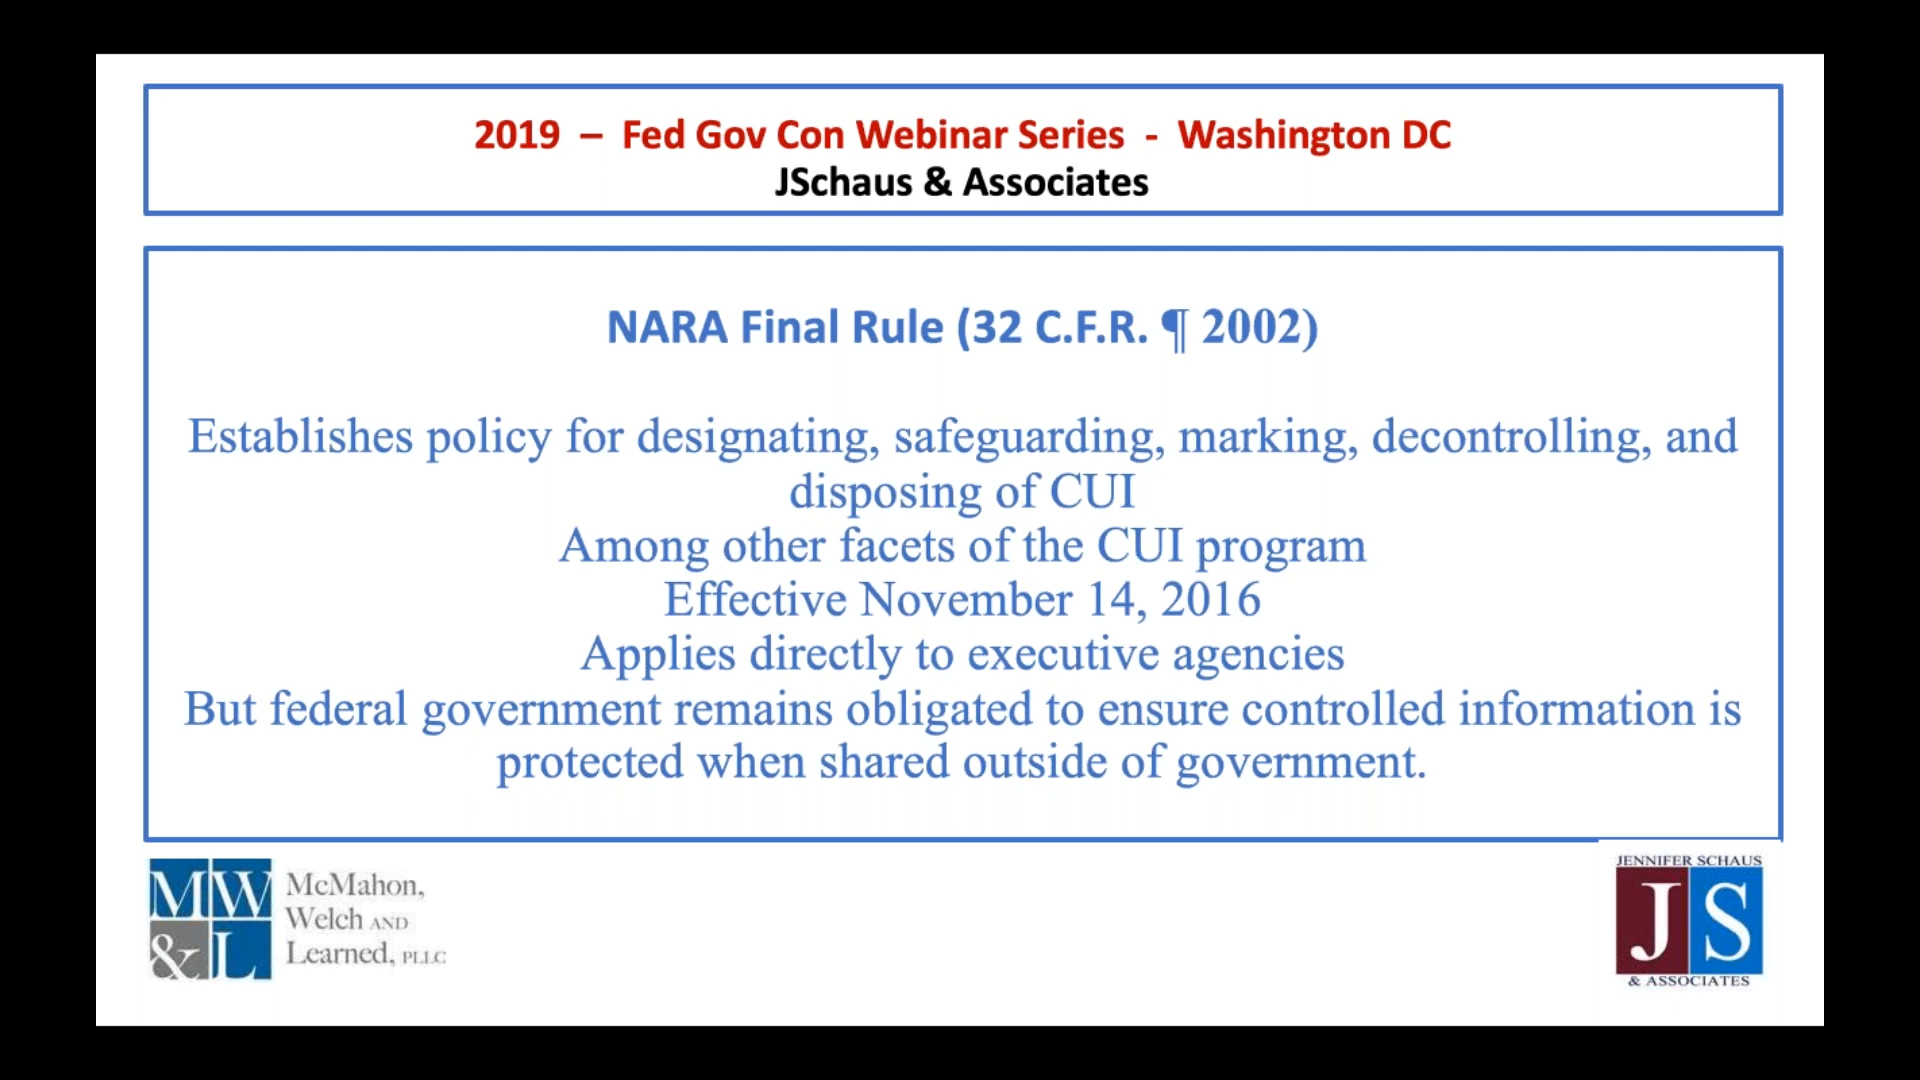 2019 – Fed Gov Con Webinar Series - Washington DC
JSchaus & Associates
NARA Final Rule (32 C.F.R. ¶ 2002)
Establishes policy for designating, safeguarding, marking, decontrolling, and
disposing of CUI
Among other facets of the CUI program
Effective November 14, 2016
Applies directly to executive agencies
But federal government remains obligated to ensure controlled information is
protected when shared outside of government.
MW
&L
McMahon,
Welch AND
Learned, PLLC
JENNIFER SCHAUS
JS
& ASSOCIATES